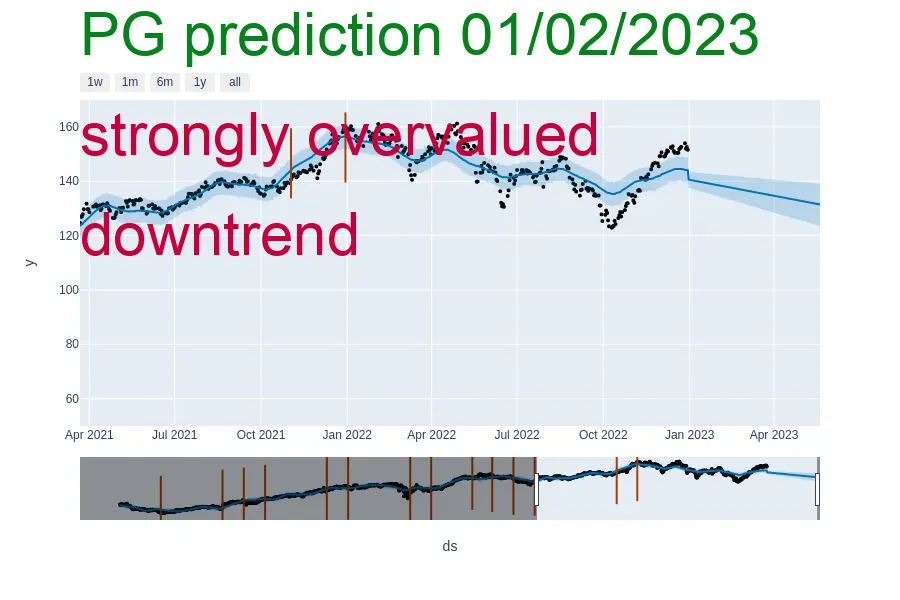 PG prediction 01/02/2023
1w 1m 6m 1y all
strongly overvalued
downtrend
160
140
120
100
80
60
y
Apr 2021 Jul 2021 Oct 2021 Jan 2022 Apr 2022 Jul 2022 Oct 2022 Jan 2023 Apr 2023
ds